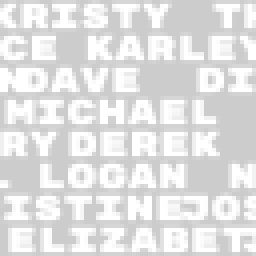 KRISTY TH
CE KARLEY
NDAVE DI
MICHAEL
RY DEREK
LOGAN N
ISTINEJOS
ELIZABET